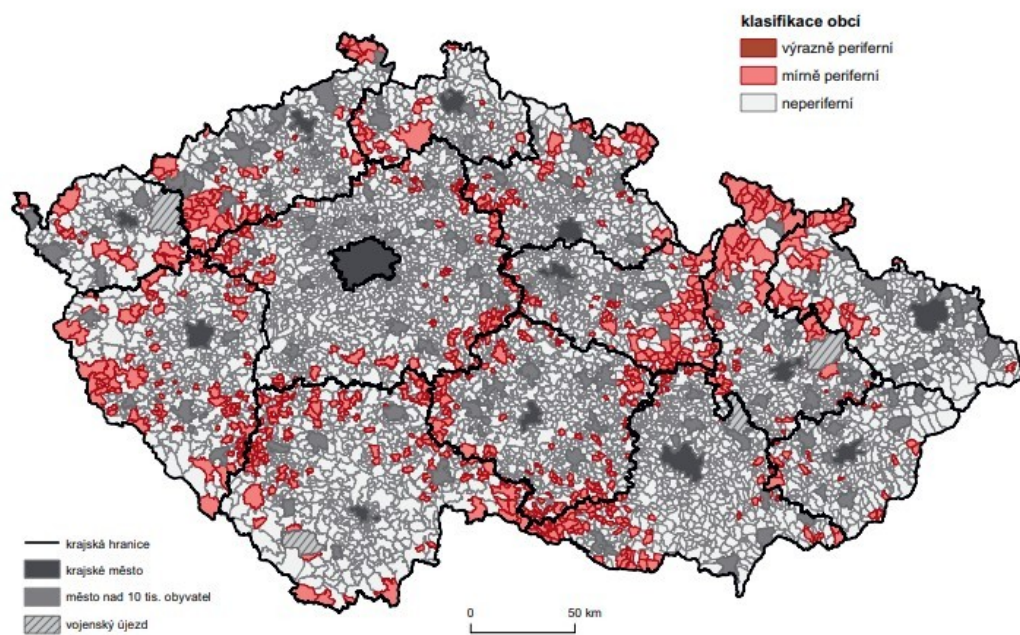 klasifikace obcí
výrazně periferní
mírně periferní
neperiferní
krajská hranice
krajské město
město nad 10 tis. obyvatel
vojenský újezd
0 50 km